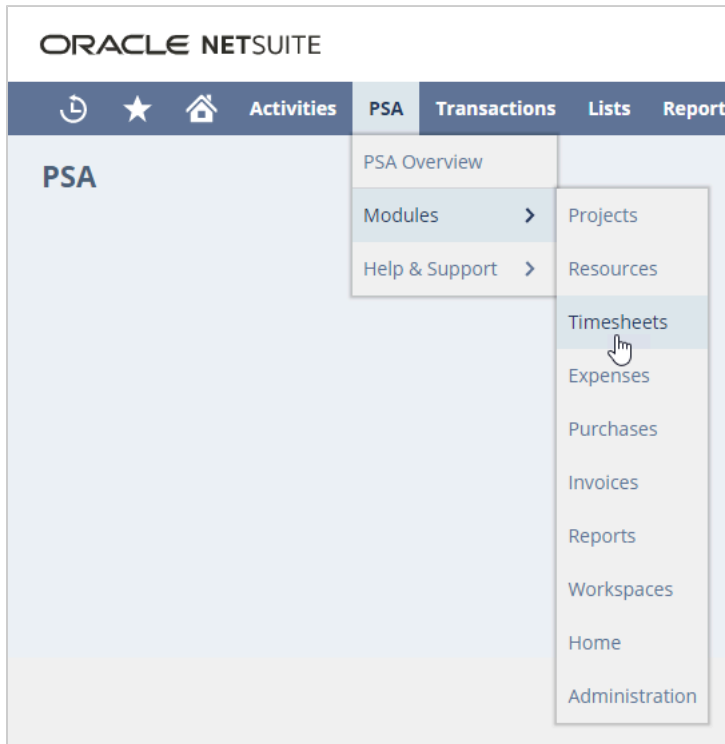 ORACLE NETSUITE
Activities PSA Transactions Lists Report
PSA
PSA Overview
Modules
Help & Support
Projects
Resources
Timesheets
Expenses
Purchases
Invoices
Reports
Workspaces
Home
Administration